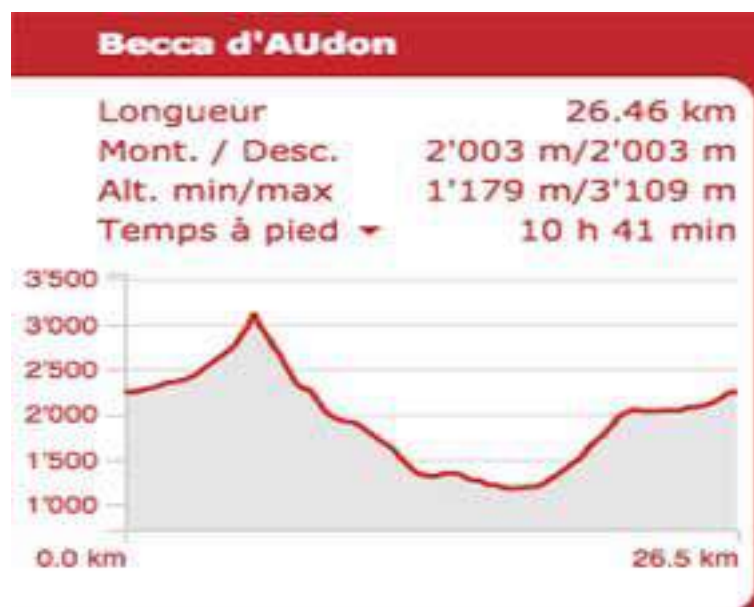 Becca d'AUdon
Longueur 26.46 km
Mont. / Desc. 2'003 m/2'003 m
Alt. min/max 1'179 m/3'109 m
Temps à pied 10 h 41 min
3'500
3'000
2'500
2'000
1'500
1'000
0.0 km 26.5 km